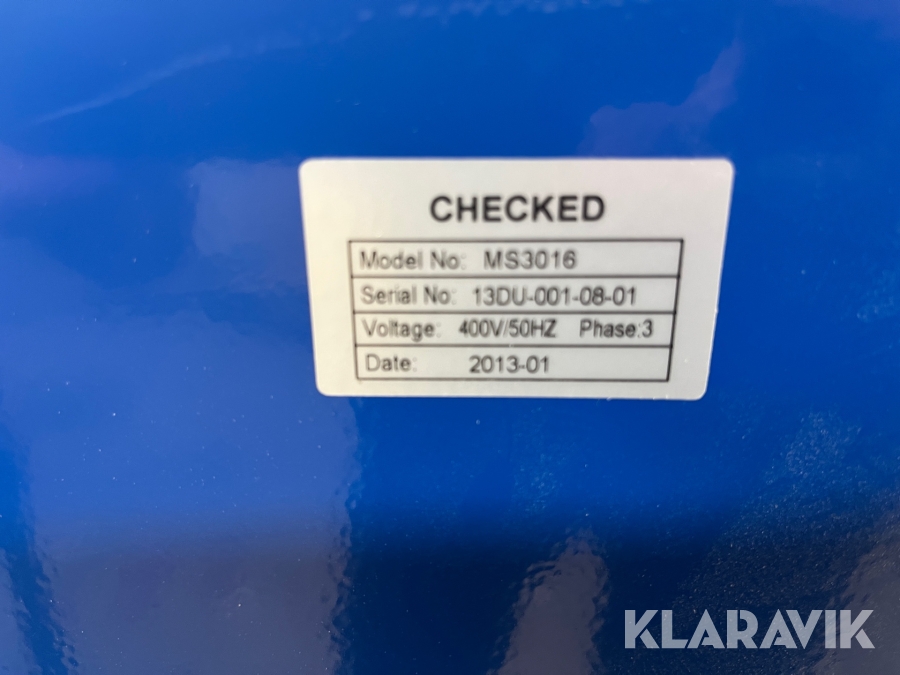 CHECKED
Model No: MS3016
Serial No: 13DU-001-08-01
Voltage: 400V/50HZ Phase:3
Date: 2013-01
KLARAVIK